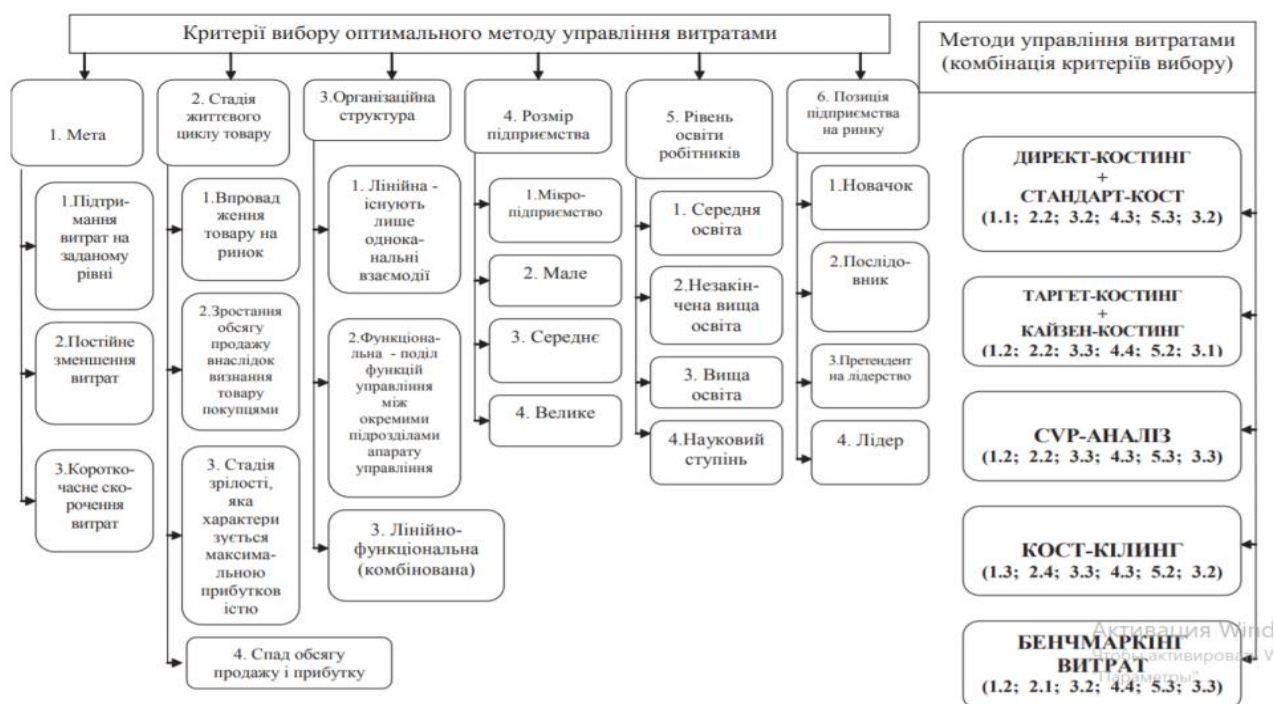 Критерії вибору оптимального методу управління витратами
1. Мета
1.Підтри-
мання
витрат на
заданому
рівні
2.Постійне
зменшення
витрат
3.Коротко-
часне ско-
рочення
витрат
2. Стадія
життєвого
циклу товару
1.Впровад
ження
товару на
ринок
2.Зростання
обсягу
продажу
внаслідок
визнання
товару
покупцями
3. Стадія
зрілості,
яка
характери
зується
максима-
льною
прибутков
істю
4. Спад обсягу
продажу і прибутку
3.Організаційна
структура
1. Лінійна -
існують
лише
однока-
нальні
взаємодії
2.Функціона-
льна - поділ
функцій
управління
між
окремими
підрозділами
апарату
управління
3. Лінійно-
функціональна
(комбінована)
4. Розмір
підприємства
1.Мікро-
підприємство
2. Мале
3. Середнє
4. Велике
5. Рівень
освіти
робітників
1. Середня
освіта
2.Незакін-
чена вища
освіта
3. Вища
освіта
4.Науковий
ступінь
6. Позиція
підприємства
на ринку
1.Новачок
2.Послідо-
вник
3.Претендент
на лідерство
4. Лідер
Методи управління витратами
(комбінація критеріїв вибору)
ДИРЕКТ-КОСТИНГ
+
СТАНДАРТ-КОСТ
(1.1; 2.2; 3.2; 4.3; 5.3; 3.2)
ТАРГЕТ-КОСТИНГ
+
КАЙЗЕН-КОСТИНГ
(1.2; 2.2; 3.3; 4.4; 5.2; 3.1)
CVP-АНАЛІЗ
(1.2; 2.2; 3.3; 4.3; 5.3; 3.3)
КОСТ-КІЛИНГ
(1.3; 2.4; 3.3; 4.3; 5.2; 3.2)
БЕНЧМАРКІНГ
ВИТРАТ
(1.2; 2.1; 3.2; 4.4; 5.3; 3.3)
Активация Wind
Чтобы активировать W
"Параметры".